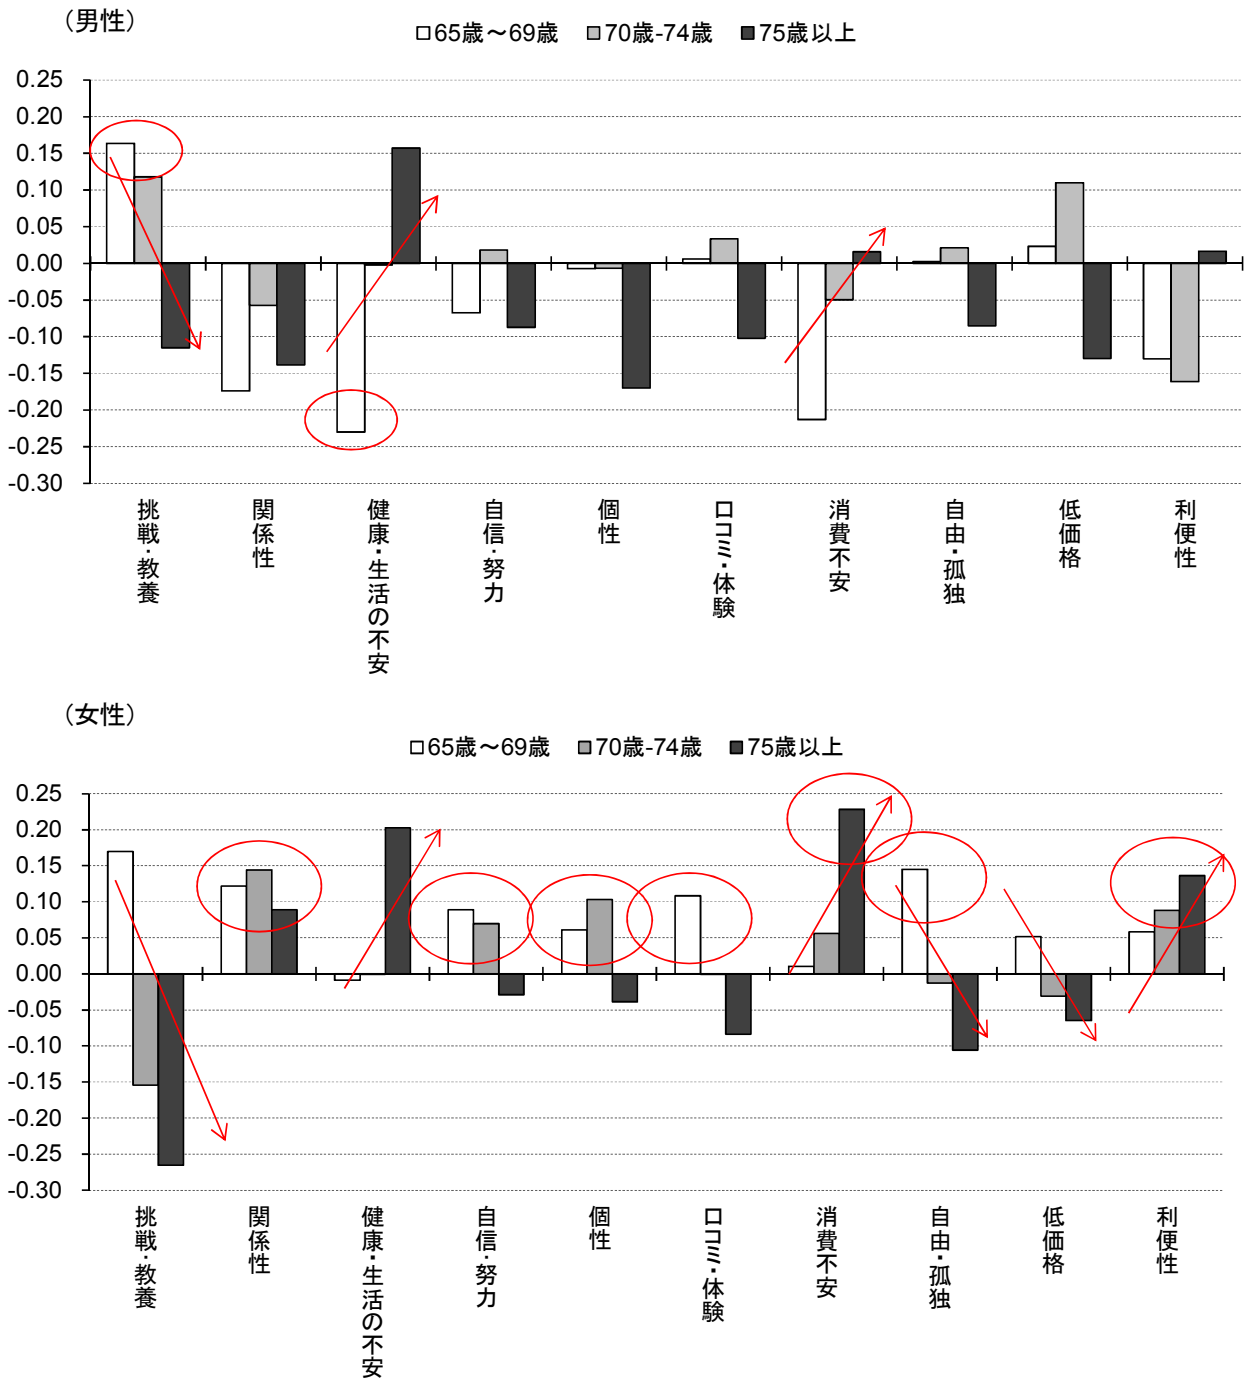 （男性）
□65歳～69歳 ■70歳-74歳 ■75歳以上
0.25
0.20
0.15
0.10
0.05
0.00
-0.05
-0.10
-0.15
-0.20
-0.25
-0.30
挑戦・教養
関係性
健康・生活の不安
自信・努力
個性
口コミ・体験
消費不安
自由・孤独
低価格
利便性
（女性）
□65歳～69歳 ■70歳-74歳 ■75歳以上
0.25
0.20
0.15
0.10
0.05
0.00
-0.05
-0.10
-0.15
-0.20
-0.25
-0.30
挑戦・教養
関係性
健康・生活の不安
自信・努力
個性
口コミ・体験
消費不安
自由・孤独
低価格
利便性